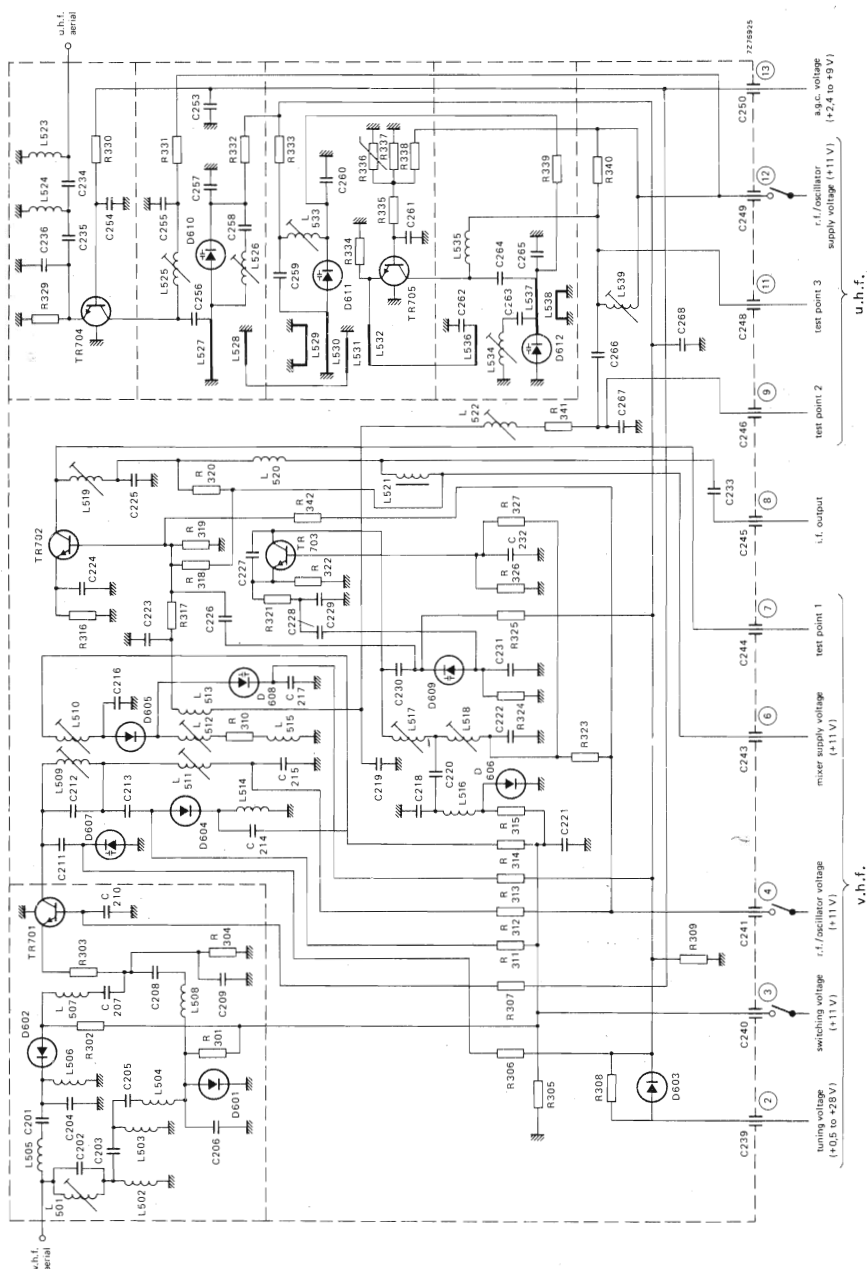 u.h.f.
aerial
L523
L524
C234
C235
C236
R329
TR704
R330
C254
C253
R331
C255
L525
C256
L527
D610
C257
R332
C258
L526
L528
R333
L529
C259
L
533
C260
L530
D611
L531
L532
R334
TR705
R335
R336
R337
R338
C261
R339
L535
C262
L536
C264
C265
C263
L537
L538
L534
D612
R340
L539
C266
C268
L
522
R
341
C267
TR702
L519
C225
R
320
L520
L521
C233
R316
C224
R
319
R
318
R
342
C223
R317
C226
C227
TR
703
R
322
R321
C228
C229
C
232
R
327
R
326
R325
L510
C216
D605
D
608
C
217
L
513
L
512
R
310
L
515
L509
C212
C213
L
511
C
215
D604
L514
C
214
C211
D607
C219
C230
D609
C231
L517
L518
C222
R324
C218
C220
L516
D
606
R323
R
315
R
314
R
313
R
312
R
311
C221
TR701
C
210
R303
R
304
L
507
C
207
C208
C209
L508
D602
R302
R
301
L506
C205
L504
D601
C201
C204
L505
C202
C203
L503
C206
L
501
L502
v.h.f.
aerial
R307
R306
R305
R308
D603
R309
C239
C240
C241
C243
C244
C245
C246
C248
C249
C250
2
3
4
6
7
8
9
11
12
13
7Z76925
tuning voltage
(+0,5 to +28 V)
switching voltage
(+11 V)
r.f./oscillator voltage
(+11 V)
mixer supply voltage
(+11 V)
test point 1
i.f. output
test point 2
test point 3
r.f./oscillator
supply voltage (+11 V)
a.g.c. voltage
(+2,4 to +9 V)
v.h.f.
u.h.f.